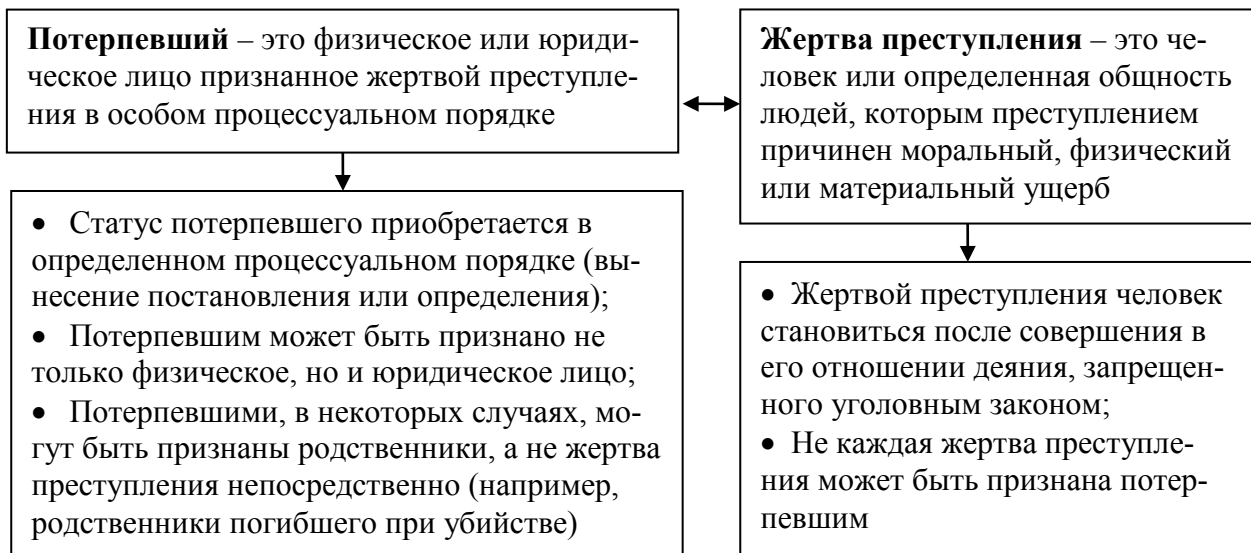 Потерпевший – это физическое или юриди-
ческое лицо признанное жертвой преступле-
ния в особом процессуальном порядке
Жертва преступления – это че-
ловек или определенная общность
людей, которым преступлением
причинен моральный, физический
или материальный ущерб
• Статус потерпевшего приобретается в
определенном процессуальном порядке (вы-
несение постановления или определения);
• Потерпевшим может быть признано не
только физическое, но и юридическое лицо;
• Потерпевшими, в некоторых случаях, мо-
гут быть признаны родственники, а не жертва
преступления непосредственно (например,
родственники погибшего при убийстве)
• Жертвой преступления человек
становиться после совершения в
его отношении деяния, запрещен-
ного уголовным законом;
• Не каждая жертва преступле-
ния может быть признана потер-
певшим